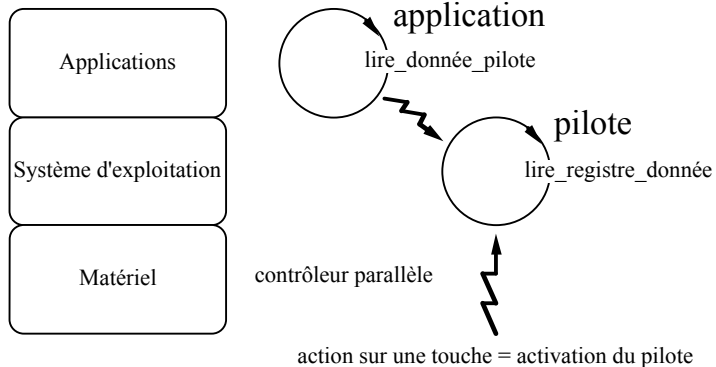 application
Applications
lire_donnée_pilote
pilote
Système d'exploitation
lire_registre_donnée
Matériel
contrôleur parallèle
action sur une touche = activation du pilote